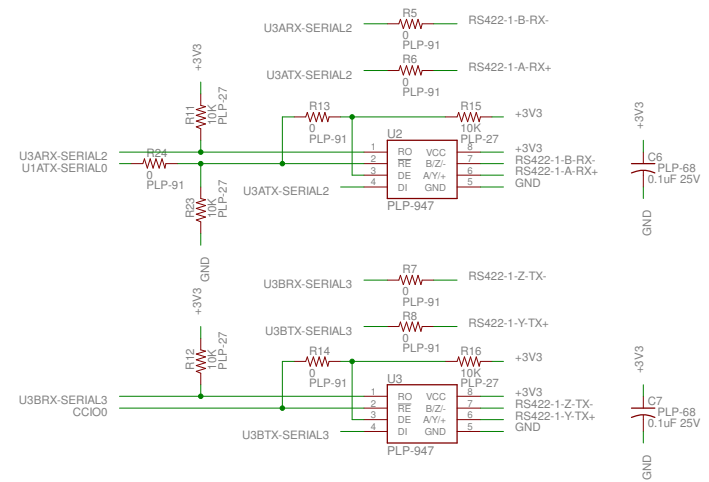 R5
U3ARX-SERIAL2
RS422-1-B-RX-
0
PLP-91
R6
U3ATX-SERIAL2
RS422-1-A-RX+
0
PLP-91
+3V3
R11
10K
PLP-27
R13
0
PLP-91
R15
+3V3
10K
PLP-27
U2
U3ARX-SERIAL2
U1ATX-SERIAL0
R24
0
PLP-91
1 RO VCC 8 +3V3
2 RE B/Z/- 7 RS422-1-B-RX-
3 DE A/Y/+ 6 RS422-1-A-RX+
4 DI GND 5 GND
U3ATX-SERIAL2
PLP-947
R23
10K
PLP-27
GND
+3V3
C6
PLP-68
0.1uF 25V
GND
R7
U3BRX-SERIAL3
RS422-1-Z-TX-
0
PLP-91
R8
U3BTX-SERIAL3
RS422-1-Y-TX+
0
PLP-91
+3V3
R12
10K
PLP-27
R14
0
PLP-91
R16
+3V3
10K
PLP-27
U3
U3BRX-SERIAL3
CCIO0
1 RO VCC 8 +3V3
2 RE B/Z/- 7 RS422-1-Z-TX-
3 DE A/Y/+ 6 RS422-1-Y-TX+
4 DI GND 5 GND
U3BTX-SERIAL3
PLP-947
+3V3
C7
PLP-68
0.1uF 25V
GND